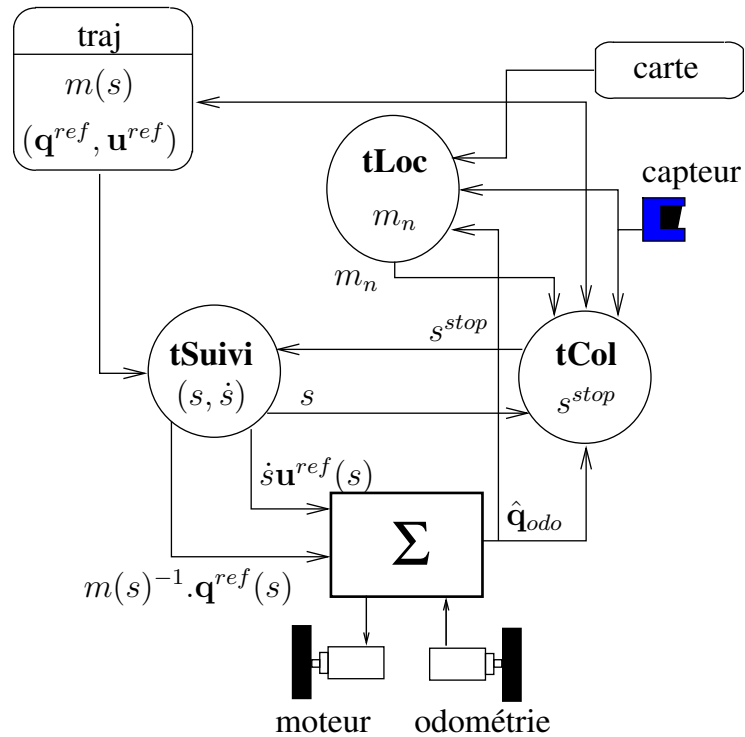 traj
m(s)
(q^{ref}, u^{ref})
carte
tLoc
m_n
capteur
m_n
s^{stop}
tSuivi
(s, ṡ)
s
tCol
s^{stop}
ṡu^{ref}(s)
Σ
q̂_{odo}
m(s)^{-1}.q^{ref}(s)
moteur
odométrie